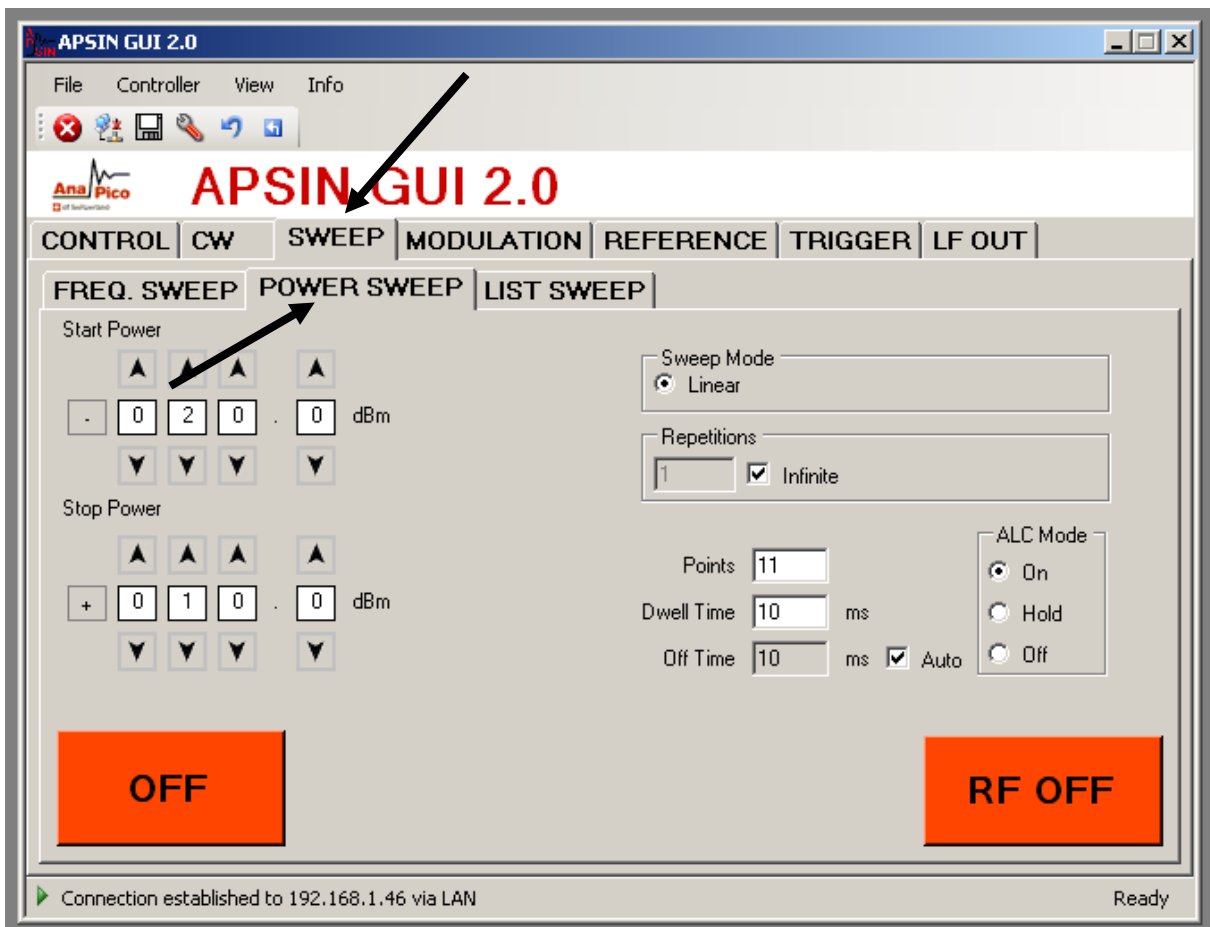 APSIN GUI 2.0
File Controller View Info
AnaPico
APSIN GUI 2.0
CONTROL CW SWEEP MODULATION REFERENCE TRIGGER LF OUT
FREQ. SWEEP POWER SWEEP LIST SWEEP
Start Power
- 0 2 0 . 0 dBm
Stop Power
+ 0 1 0 . 0 dBm
Sweep Mode
Linear
Repetitions
1 Infinite
Points 11
Dwell Time 10 ms
Off Time 10 ms Auto
ALC Mode
On
Hold
Off
OFF
RF OFF
Connection established to 192.168.1.46 via LAN
Ready